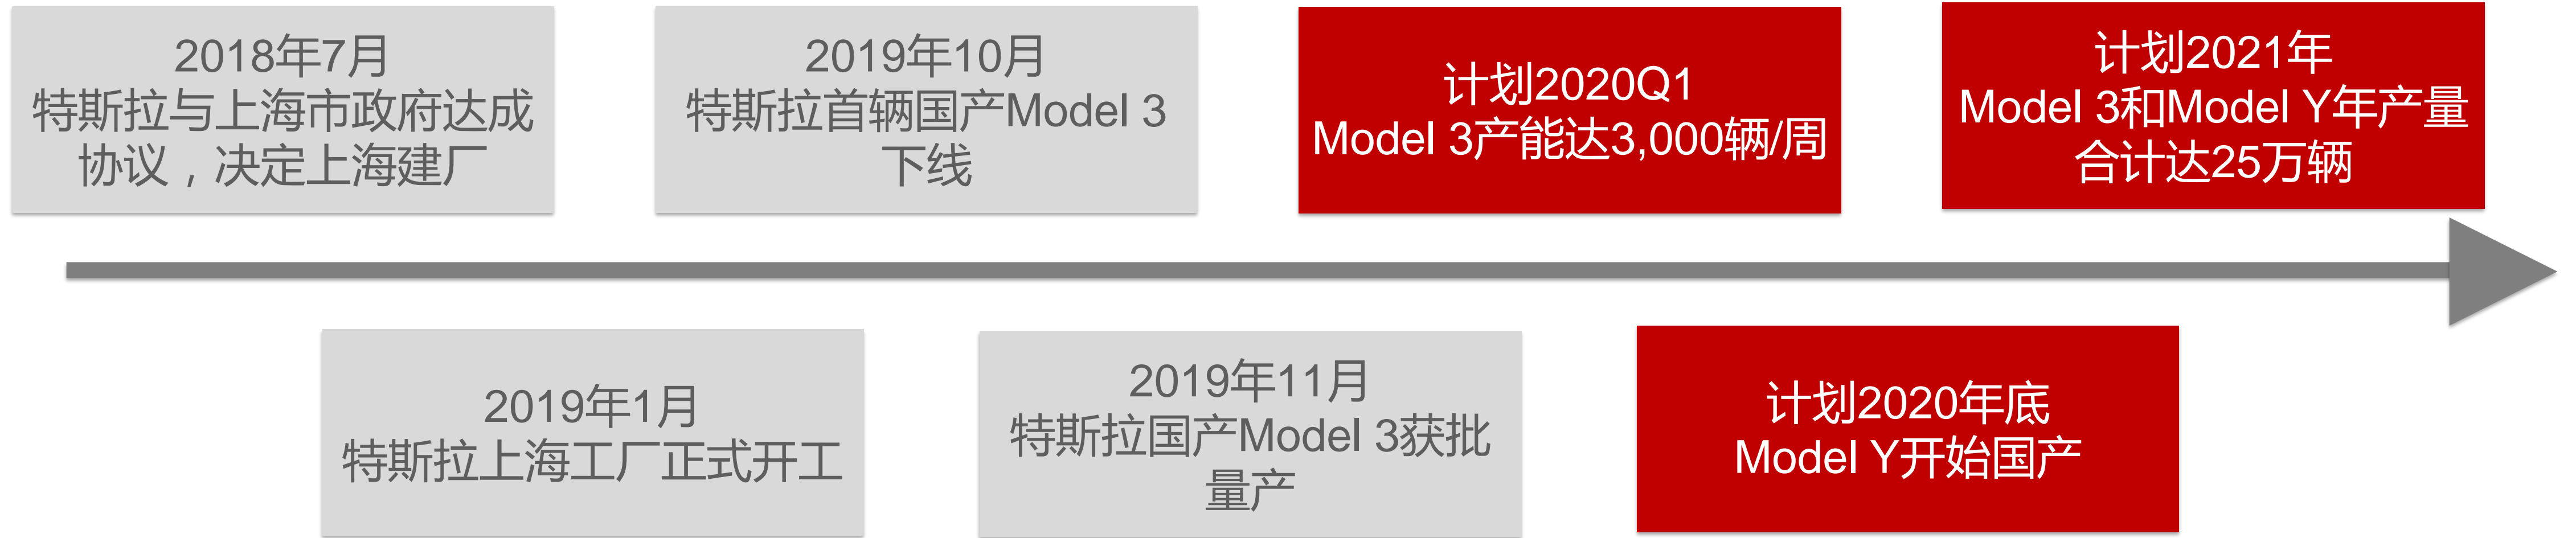 2018年7月
特斯拉与上海市政府达成
协议，决定上海建厂
2019年10月
特斯拉首辆国产Model 3
下线
计划2020Q1
Model 3产能达3,000辆/周
计划2021年
Model 3和Model Y年产量
合计达25万辆
2019年1月
特斯拉上海工厂正式开工
2019年11月
特斯拉国产Model 3获批
量产
计划2020年底
Model Y开始国产